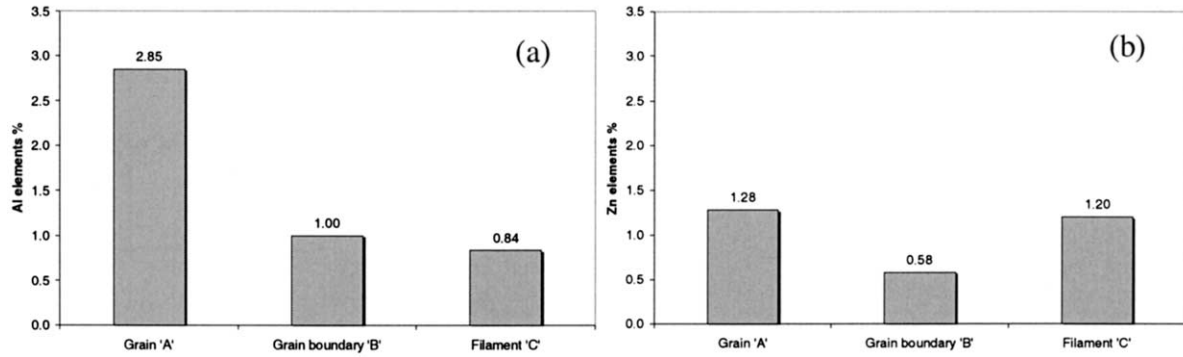 (a)
Al elements %
3.5
3.0
2.5
2.0
1.5
1.0
0.5
0.0
2.85
1.00
0.84
Grain 'A'
Grain boundary 'B'
Filament 'C'
(b)
Zn elements %
3.5
3.0
2.5
2.0
1.5
1.0
0.5
0.0
1.28
0.58
1.20
Grain 'A'
Grain boundary 'B'
Filament 'C'